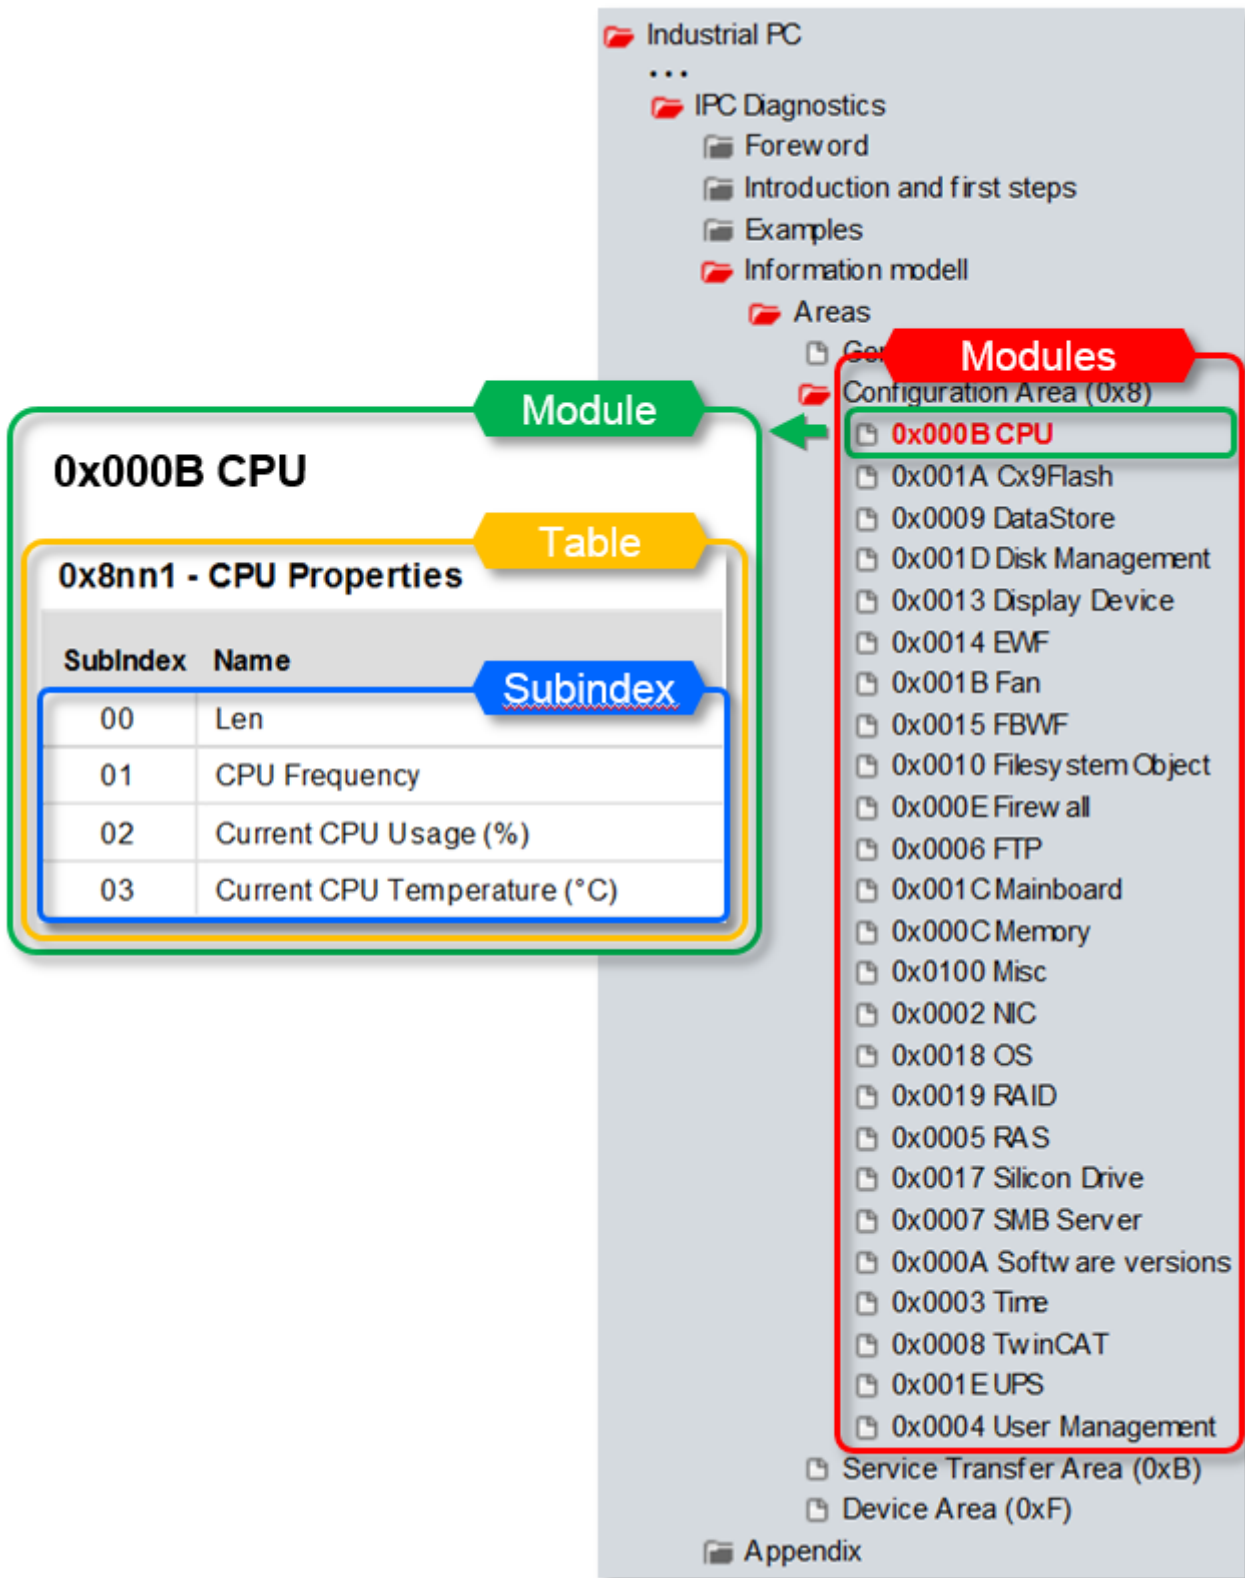 Industrial PC
...
IPC Diagnostics
Foreword
Introduction and first steps
Examples
Information modell
Areas
Modules
Configuration Area (0x8)
0x000B CPU
0x001A Cx9Flash
0x0009 DataStore
0x001D Disk Management
0x0013 Display Device
0x0014 EWF
0x001B Fan
0x0015 FBWF
0x0010 Filesystem Object
0x000E Firewall
0x0006 FTP
0x001C Mainboard
0x000C Memory
0x0100 Misc
0x0002 NIC
0x0018 OS
0x0019 RAID
0x0005 RAS
0x0017 Silicon Drive
0x0007 SMB Server
0x000A Software versions
0x0003 Time
0x0008 TwinCAT
0x001E UPS
0x0004 User Management
Service Transfer Area (0xB)
Device Area (0xF)
Appendix
Module
0x000B CPU
Table
0x8nn1 - CPU Properties
SubIndex Name
Subindex
00 Len
01 CPU Frequency
02 Current CPU Usage (%)
03 Current CPU Temperature (°C)